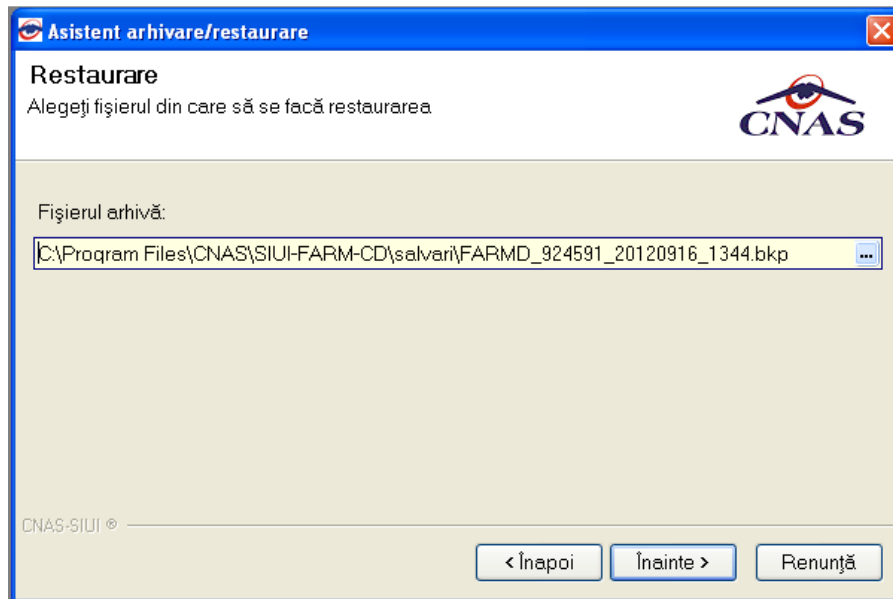 Asistent arhivare/restaurare
Restaurare
Alegeţi fişierul din care să se facă restaurarea
CNAS
Fişierul arhivă:
C:\Program Files\CNAS\SIUI-FARM-CD\salvari\FARMD_924591_20120916_1344.bkp
...
CNAS-SIUI ®
< Înapoi
Înainte >
Renunţă